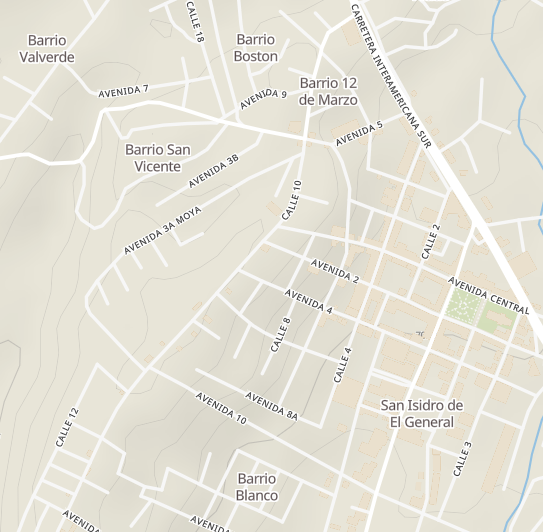 CALLE 18
CARRETERA INTERAMERICANA SUR
Barrio
Valverde
Barrio
Boston
Barrio 12
de Marzo
AVENIDA 7
AVENIDA 9
AVENIDA 5
Barrio San
Vicente
AVENIDA 3B
CALLE 10
AVENIDA 3A MOYA
CALLE 2
AVENIDA 2
AVENIDA CENTRAL
AVENIDA 4
CALLE 8
CALLE 4
AVENIDA 10
AVENIDA 8A
San Isidro de
El General
CALLE 12
CALLE 3
Barrio
Blanco
AVENIDA
AVENIDA